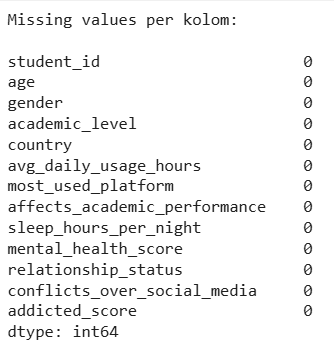 Missing values per kolom:
student_id 0
age 0
gender 0
academic_level 0
country 0
avg_daily_usage_hours 0
most_used_platform 0
affects_academic_performance 0
sleep_hours_per_night 0
mental_health_score 0
relationship_status 0
conflicts_over_social_media 0
addicted_score 0
dtype: int64